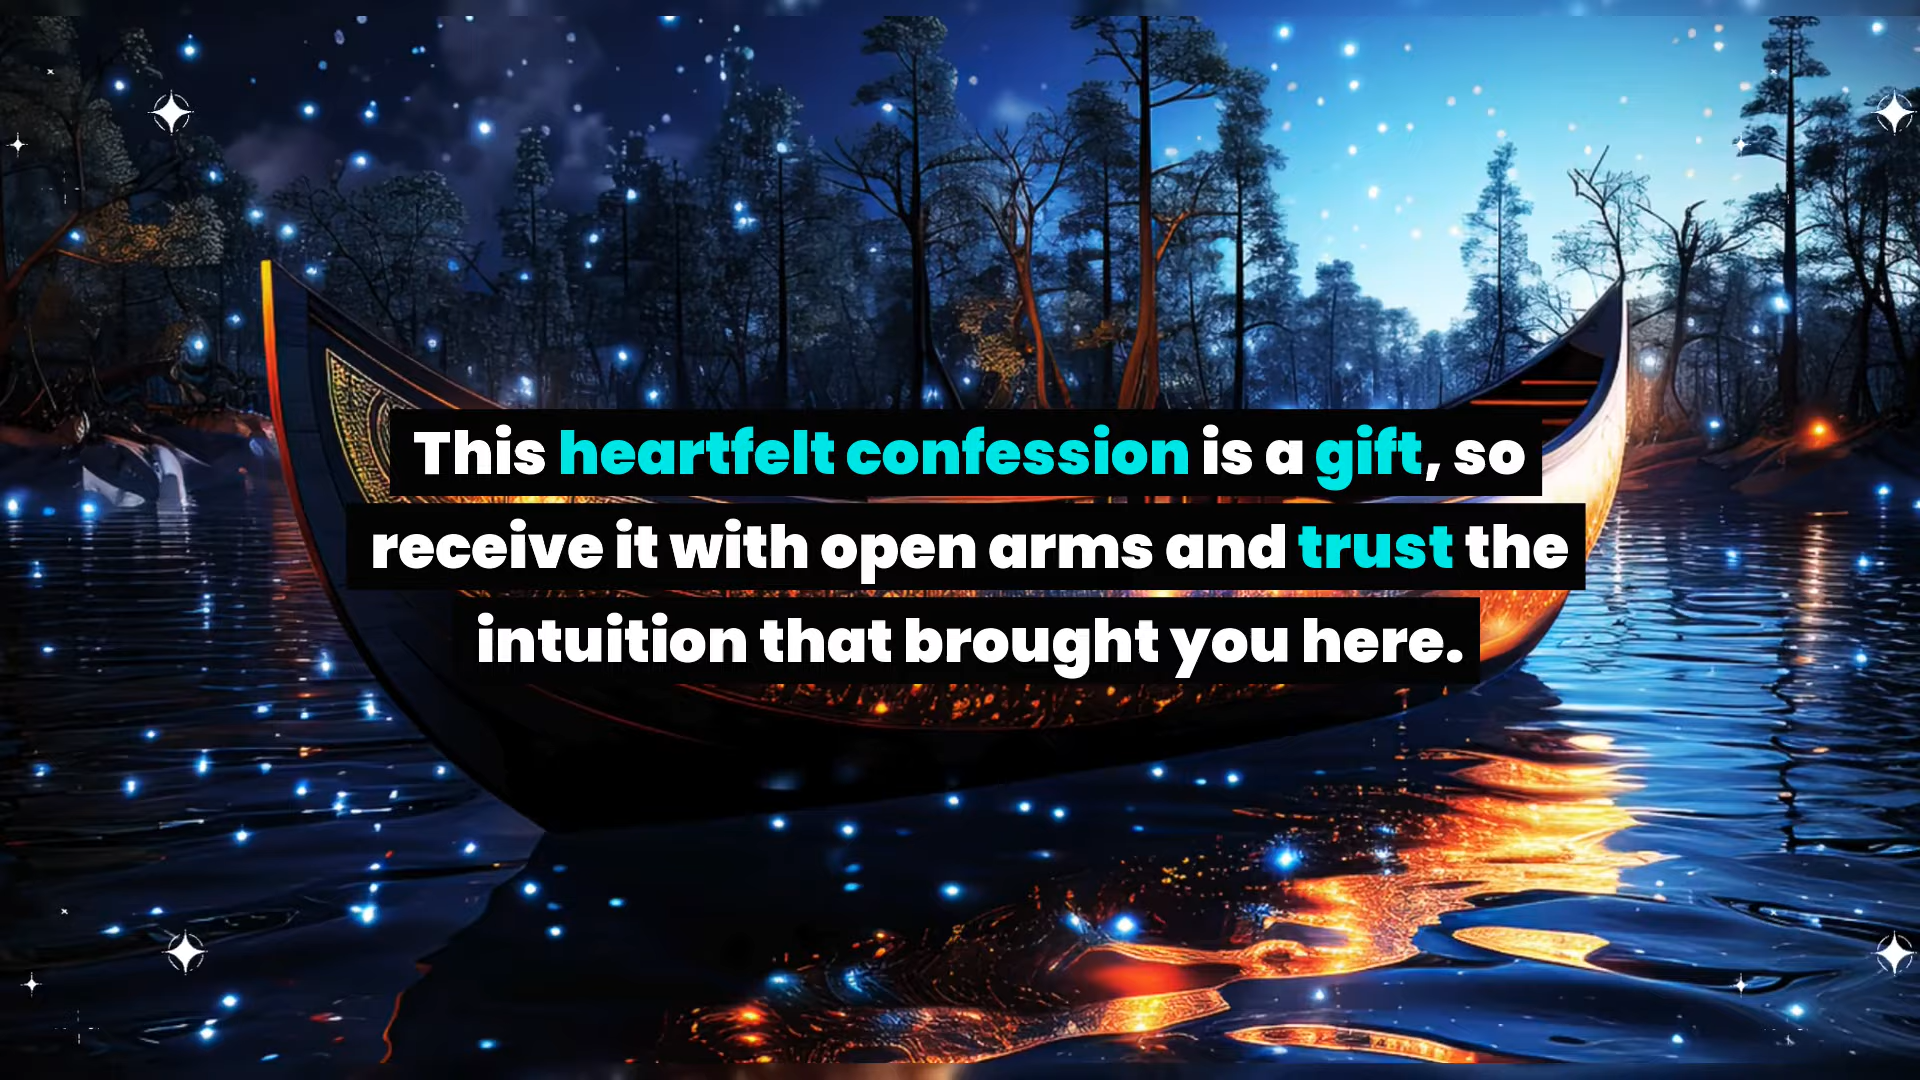 This heartfelt confession is a gift, so
receive it with open arms and trust the
intuition that brought you here.